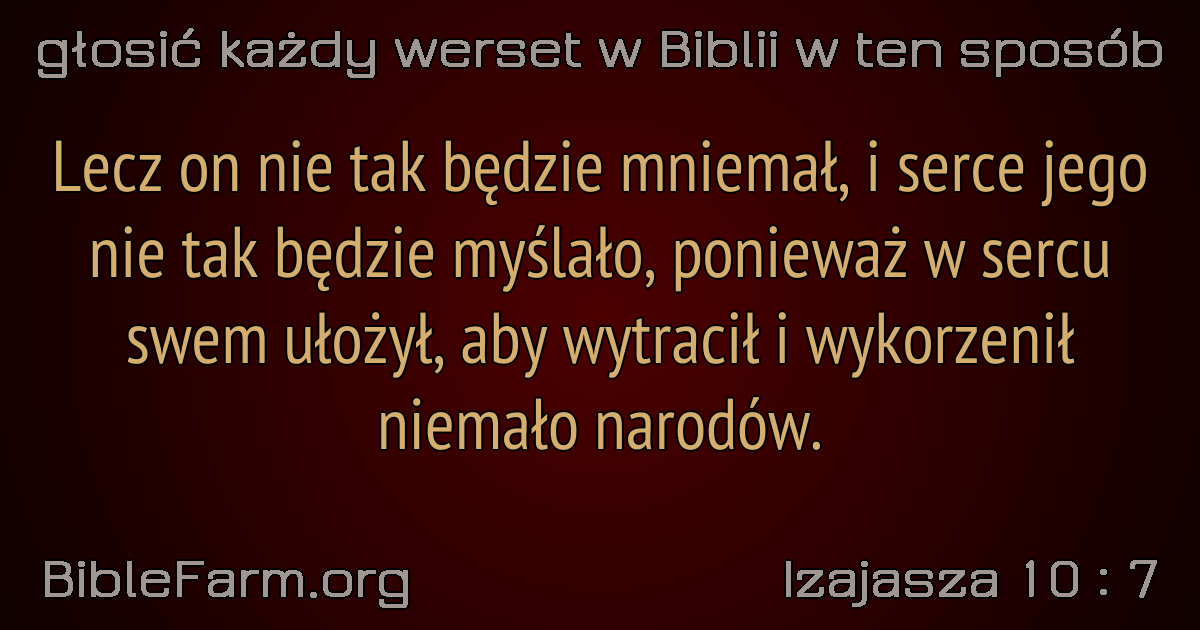 głosić każdy werset w Biblii w ten sposób
Lecz on nie tak będzie mniemał, i serce jego
nie tak będzie myślało, ponieważ w sercu
swem ułożył, aby wytracił i wykorzenił
niemało narodów.
BibleFarm.org
Izajasza 10 : 7